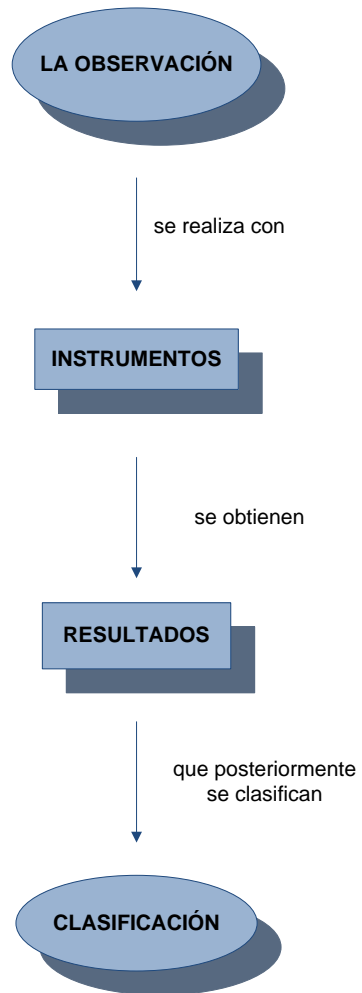 LA OBSERVACIÓN
se realiza con
INSTRUMENTOS
se obtienen
RESULTADOS
que posteriormente
se clasifican
CLASIFICACIÓN